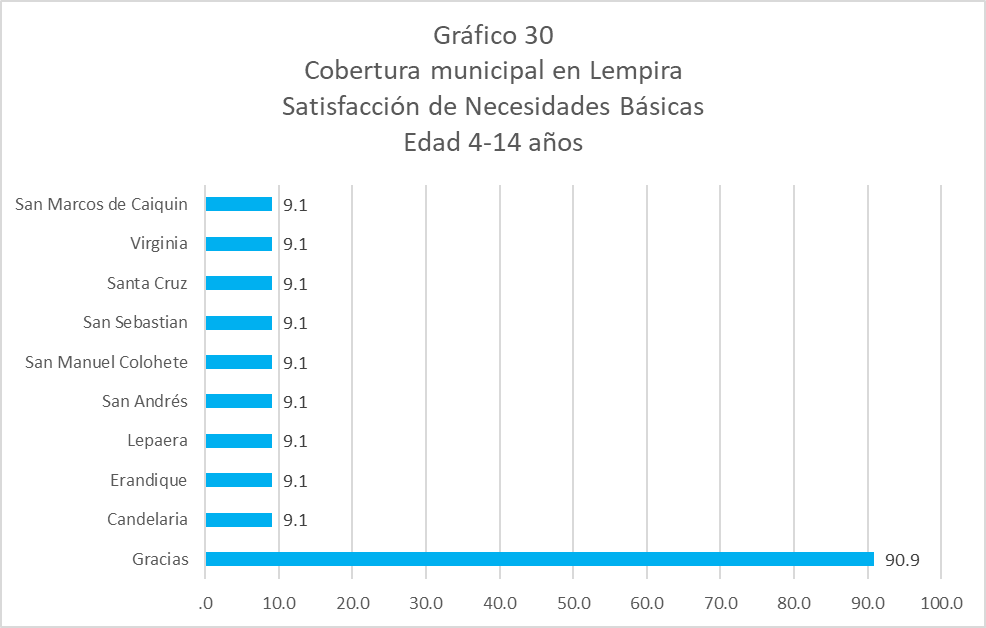 Gráfico 30
Cobertura municipal en Lempira
Satisfacción de Necesidades Básicas
Edad 4-14 años
San Marcos de Caiquin 9.1
Virginia 9.1
Santa Cruz 9.1
San Sebastian 9.1
San Manuel Colohete 9.1
San Andrés 9.1
Lepaera 9.1
Erandique 9.1
Candelaria 9.1
Gracias 90.9
.0 10.0 20.0 30.0 40.0 50.0 60.0 70.0 80.0 90.0 100.0